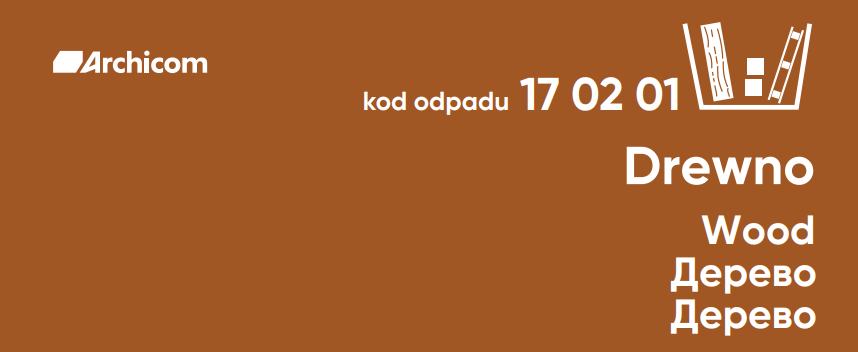 Archicom
kod odpadu 17 02 01
Drewno
Wood
Дерево
Дерево